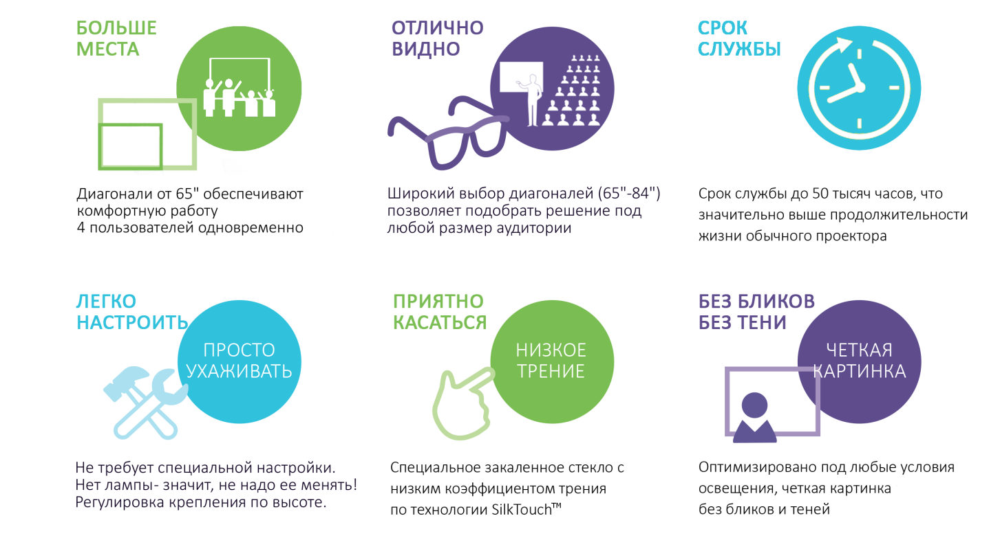 БОЛЬШЕ
МЕСТА
Диагонали от 65" обеспечивают
комфортную работу
4 пользователей одновременно
ОТЛИЧНО
ВИДНО
Широкий выбор диагоналей (65"-84")
позволяет подобрать решение под
любой размер аудитории
СРОК
СЛУЖБЫ
Срок службы до 50 тысяч часов, что
значительно выше продолжительности
жизни обычного проектора
ЛЕГКО
НАСТРОИТЬ
ПРОСТО
УХАЖИВАТЬ
Не требует специальной настройки.
Нет лампы- значит, не надо ее менять!
Регулировка крепления по высоте.
ПРИЯТНО
КАСАТЬСЯ
НИЗКОЕ
ТРЕНИЕ
Специальное закаленное стекло с
низким коэффициентом трения
по технологии SilkTouch™
БЕЗ БЛИКОВ
БЕЗ ТЕНИ
ЧЕТКАЯ
КАРТИНКА
Оптимизировано под любые условия
освещения, четкая картинка
без бликов и теней